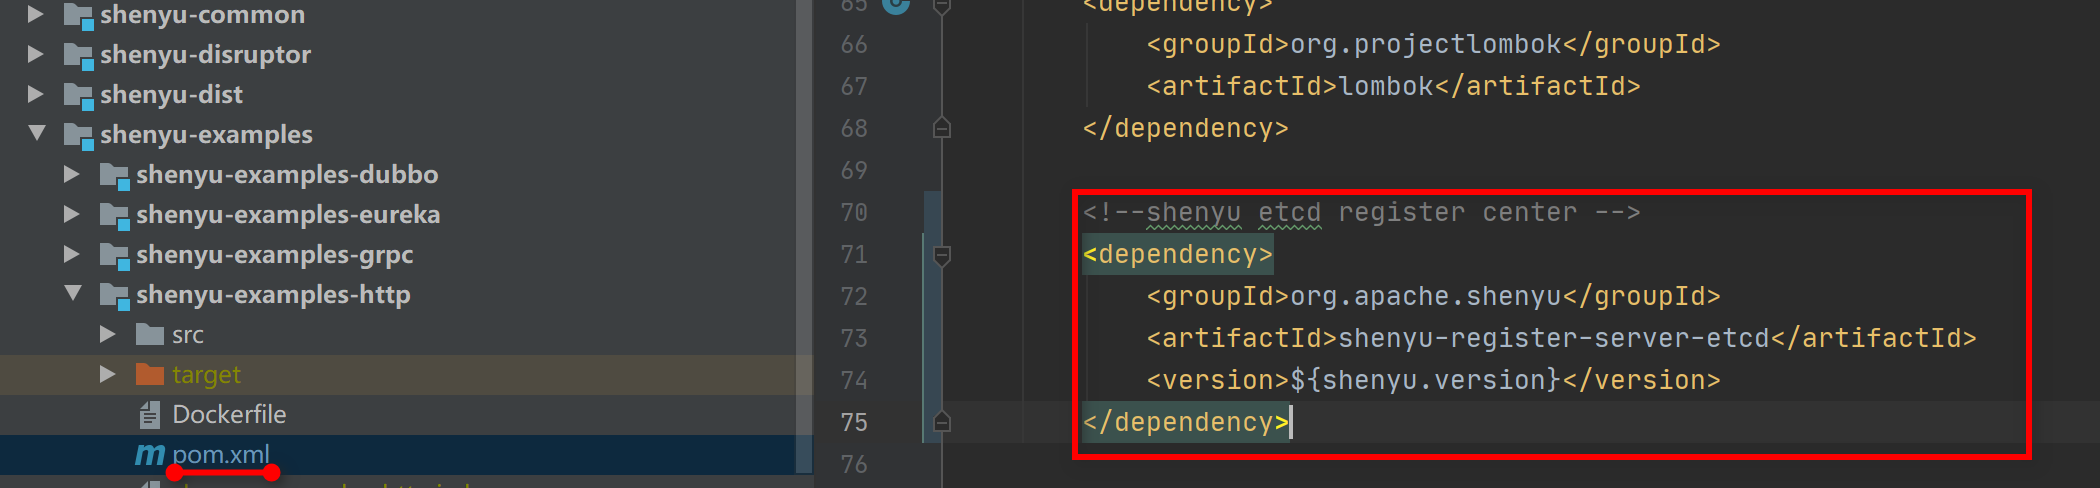 shenyu-common
shenyu-disruptor
shenyu-dist
shenyu-examples
shenyu-examples-dubbo
shenyu-examples-eureka
shenyu-examples-grpc
shenyu-examples-http
src
target
Dockerfile
pom.xml
65 <dependency>
66 <groupId>org.projectlombok</groupId>
67 <artifactId>lombok</artifactId>
68 </dependency>
69
70 <!--shenyu etcd register center -->
71 <dependency>
72 <groupId>org.apache.shenyu</groupId>
73 <artifactId>shenyu-register-server-etcd</artifactId>
74 <version>${shenyu.version}</version>
75 </dependency>
76